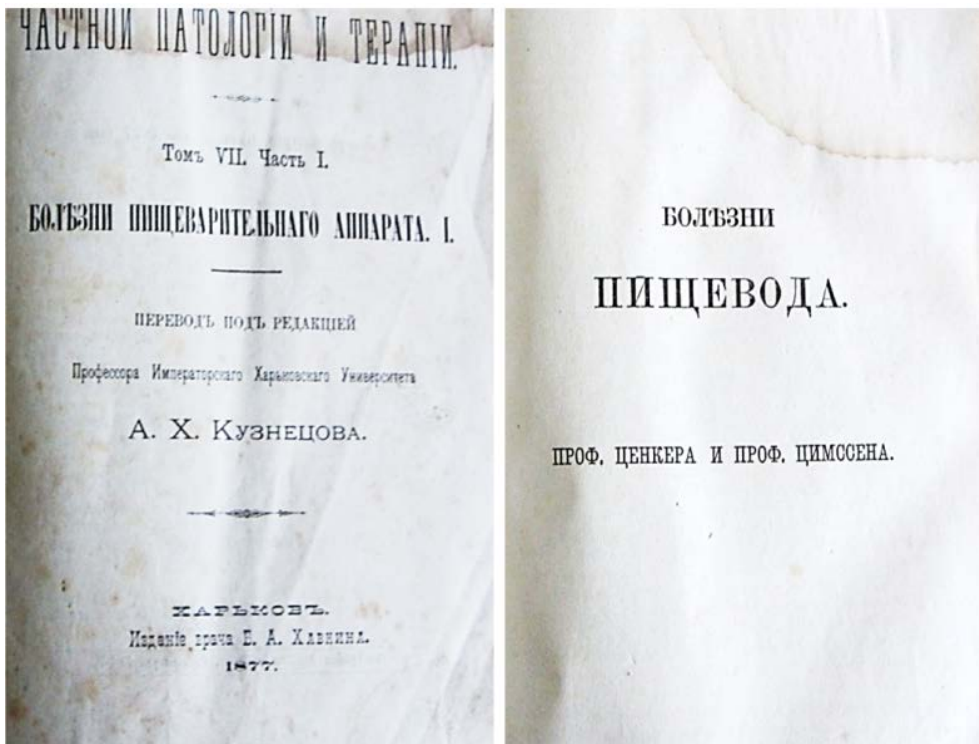 ЧАСТНОЙ ПАТОЛОГІИ И ТЕРАПІИ.
Томъ VII. Часть I.
БОЛѢЗНИ ПИЩЕВАРИТЕЛЬНАГО АППАРАТА. I.
ПЕРЕВОДЪ ПОДЪ РЕДАКЦІЕЙ
Профессора Императорскаго Харьковскаго Университета
А. Х. КУЗНЕЦОВА.
ХАРЬКОВЪ.
Изданіе врача Б. А. Хавкина.
1877.
БОЛѢЗНИ
ПИЩЕВОДА.
ПРОФ. ЦЕНКЕРА И ПРОФ. ЦИМССЕНА.